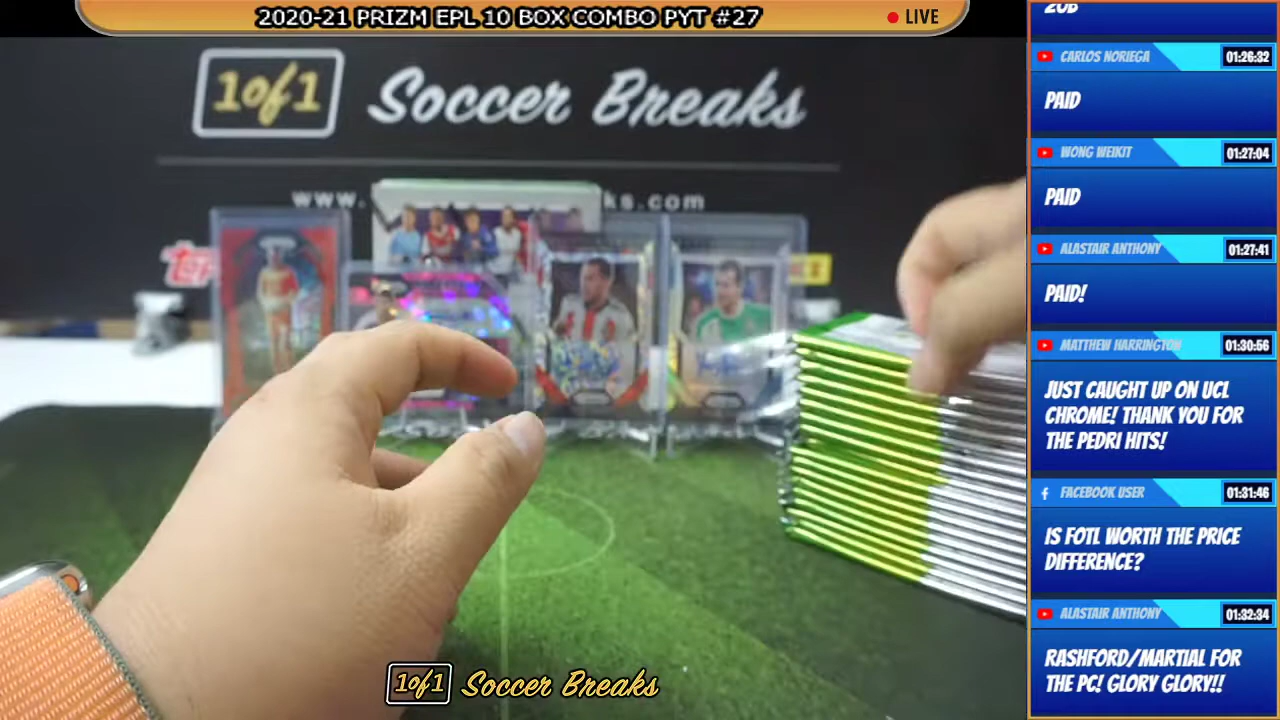 2020-21 PRIZM EPL 10 BOX COMBO PYT #27
LIVE
1of1 Soccer Breaks
www.
ks.com
1of1 Soccer Breaks
CARLOS NORIEGA 01:26:32
PAID
WONG WEIKIT 01:27:04
PAID
ALASTAIR ANTHONY 01:27:41
PAID!
MATTHEW HARRINGTON 01:30:56
JUST CAUGHT UP ON UCL
CHROME! THANK YOU FOR
THE PEDRI HITS!
FACEBOOK USER 01:31:46
IS FOTL WORTH THE PRICE
DIFFERENCE?
ALASTAIR ANTHONY 01:32:34
RASHFORD/MARTIAL FOR
THE PC! GLORY GLORY!!